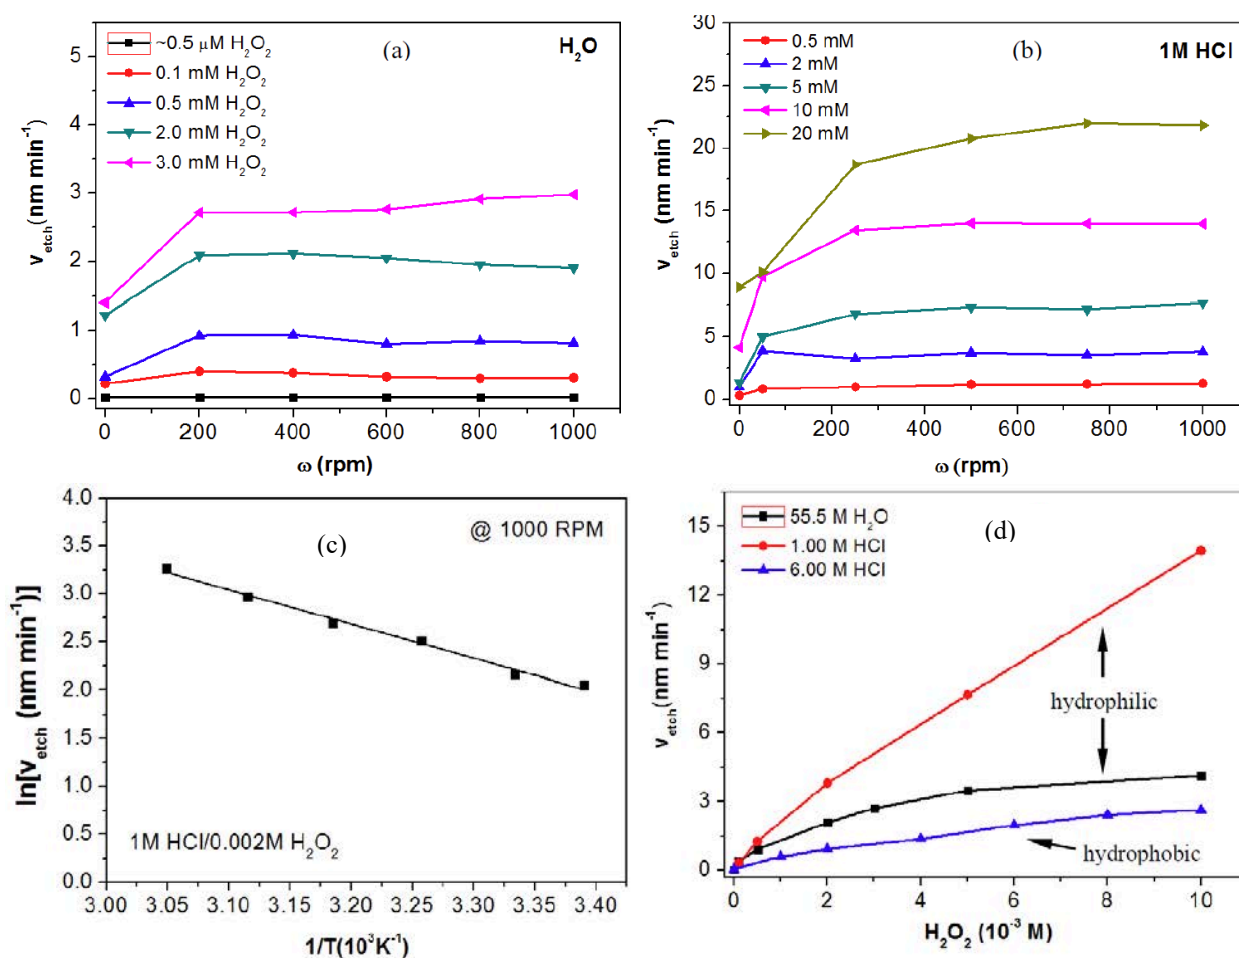 (a)
H₂O
~0.5 μM H₂O₂
0.1 mM H₂O₂
0.5 mM H₂O₂
2.0 mM H₂O₂
3.0 mM H₂O₂
5
4
3
2
1
0
v_etch(nm min⁻¹)
0 200 400 600 800 1000
ω (rpm)
(b)
1M HCl
0.5 mM
2 mM
5 mM
10 mM
20 mM
30
25
20
15
10
5
0
v_etch (nm min⁻¹)
0 200 400 600 800 1000
ω (rpm)
(c)
@ 1000 RPM
4.0
3.5
3.0
2.5
2.0
1.5
1.0
0.5
0.0
ln[v_etch (nm min⁻¹)]
1M HCl/0.002M H₂O₂
3.00 3.05 3.10 3.15 3.20 3.25 3.30 3.35 3.40
1/T(10³K⁻¹)
(d)
55.5 M H₂O
1.00 M HCl
6.00 M HCl
15
12
9
6
3
0
v_etch(nm min⁻¹)
hydrophilic
hydrophobic
0 2 4 6 8 10
H₂O₂ (10⁻³ M)